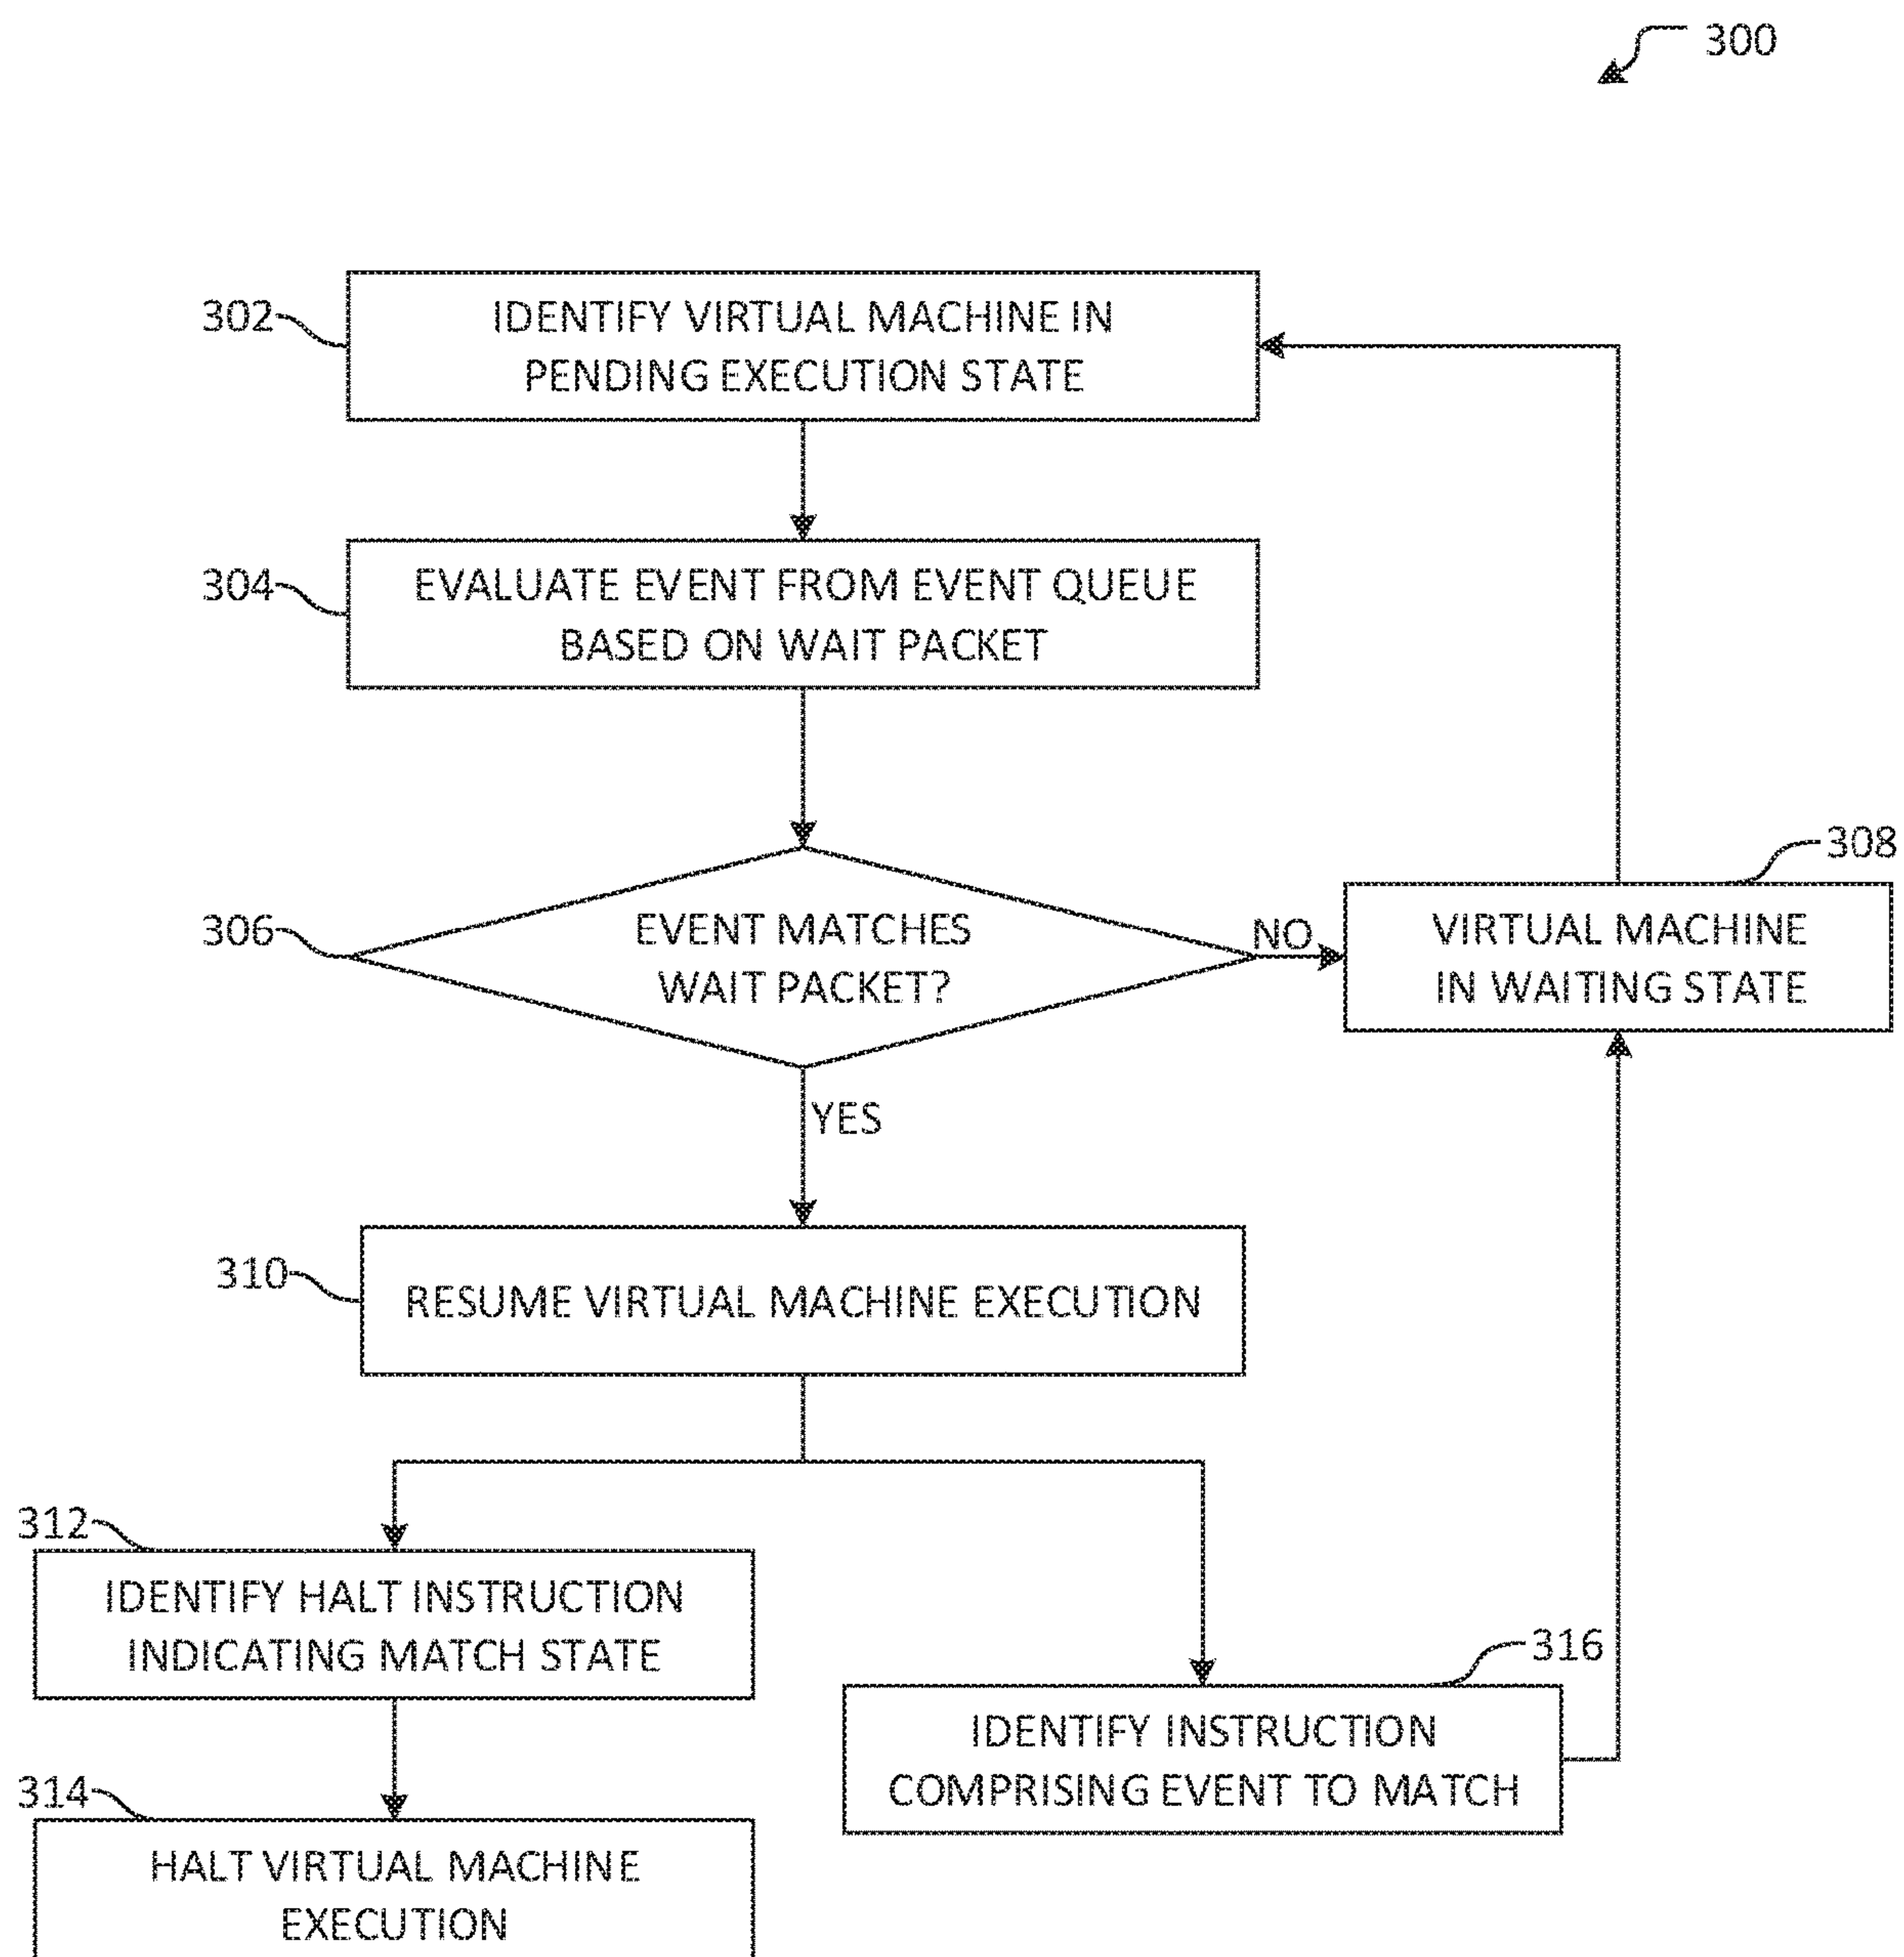 300
302
IDENTIFY VIRTUAL MACHINE IN
PENDING EXECUTION STATE
304
EVALUATE EVENT FROM EVENT QUEUE
BASED ON WAIT PACKET
306
EVENT MATCHES
WAIT PACKET?
NO
308
VIRTUAL MACHINE
IN WAITING STATE
YES
310
RESUME VIRTUAL MACHINE EXECUTION
312
IDENTIFY HALT INSTRUCTION
INDICATING MATCH STATE
316
IDENTIFY INSTRUCTION
COMPRISING EVENT TO MATCH
314
HALT VIRTUAL MACHINE
EXECUTION